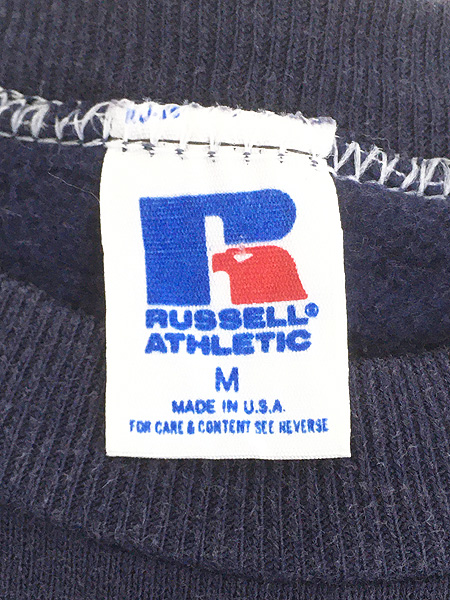 RUSSELL®
ATHLETIC
M
MADE IN U.S.A.
FOR CARE & CONTENT SEE REVERSE